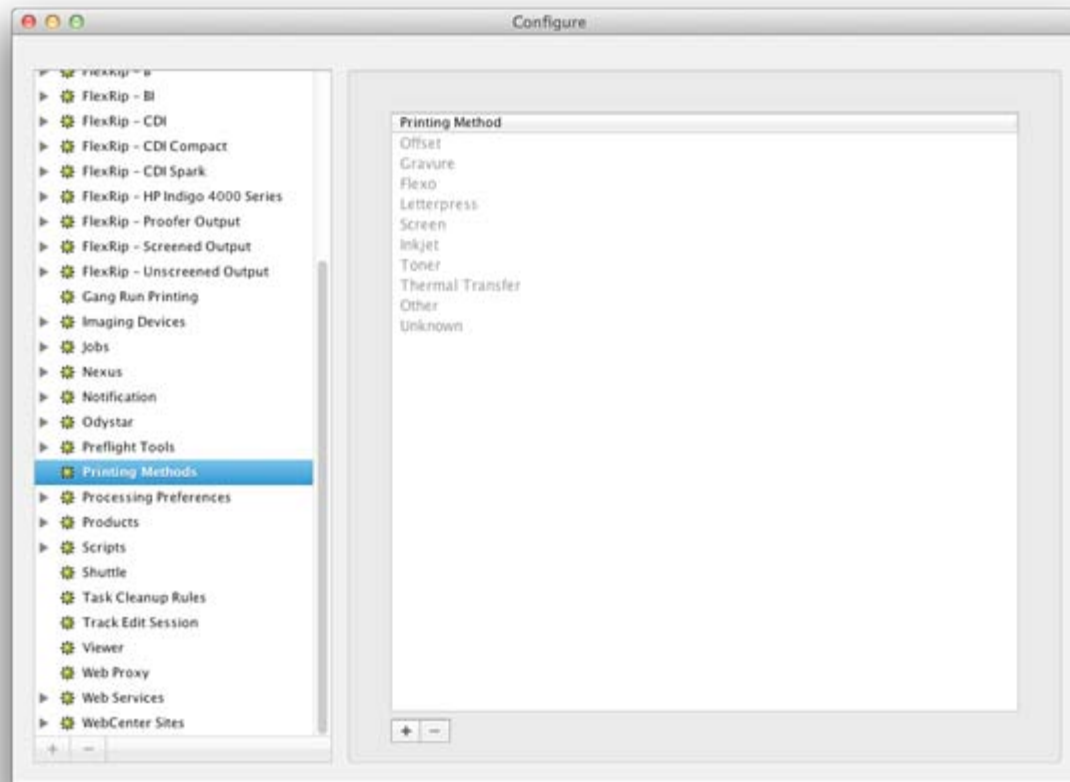 Configure
FlexRip - B
FlexRip - BI
FlexRip - CDI
FlexRip - CDI Compact
FlexRip - CDI Spark
FlexRip - HP Indigo 4000 Series
FlexRip - Proofer Output
FlexRip - Screened Output
FlexRip - Unscreened Output
Gang Run Printing
Imaging Devices
Jobs
Nexus
Notification
Odystar
Preflight Tools
Printing Methods
Processing Preferences
Products
Scripts
Shuttle
Task Cleanup Rules
Track Edit Session
Viewer
Web Proxy
Web Services
WebCenter Sites
Printing Method
Offset
Gravure
Flexo
Letterpress
Screen
Inkjet
Toner
Thermal Transfer
Other
Unknown